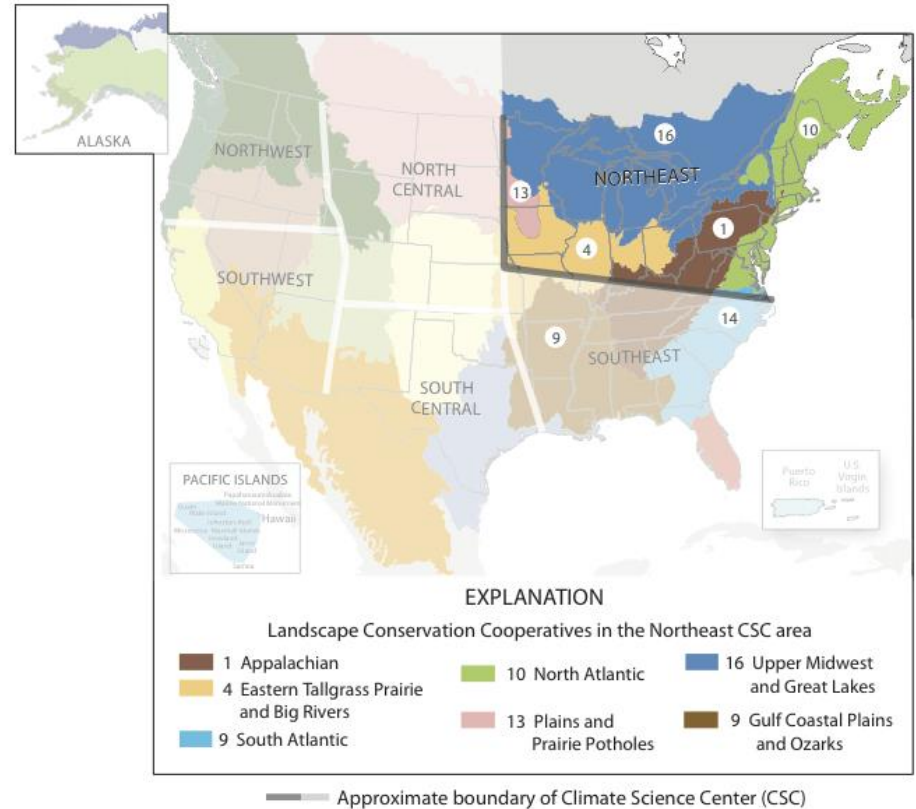 ALASKA
NORTHWEST
NORTH
CENTRAL
16
NORTHEAST
10
13
1
4
SOUTHWEST
14
9
SOUTHEAST
SOUTH
CENTRAL
PACIFIC ISLANDS
Hawaii
Puerto
Rico
U.S.
Virgin
Islands
EXPLANATION
Landscape Conservation Cooperatives in the Northeast CSC area
1 Appalachian
4 Eastern Tallgrass Prairie
and Big Rivers
9 South Atlantic
10 North Atlantic
13 Plains and
Prairie Potholes
16 Upper Midwest
and Great Lakes
9 Gulf Coastal Plains
and Ozarks
Approximate boundary of Climate Science Center (CSC)